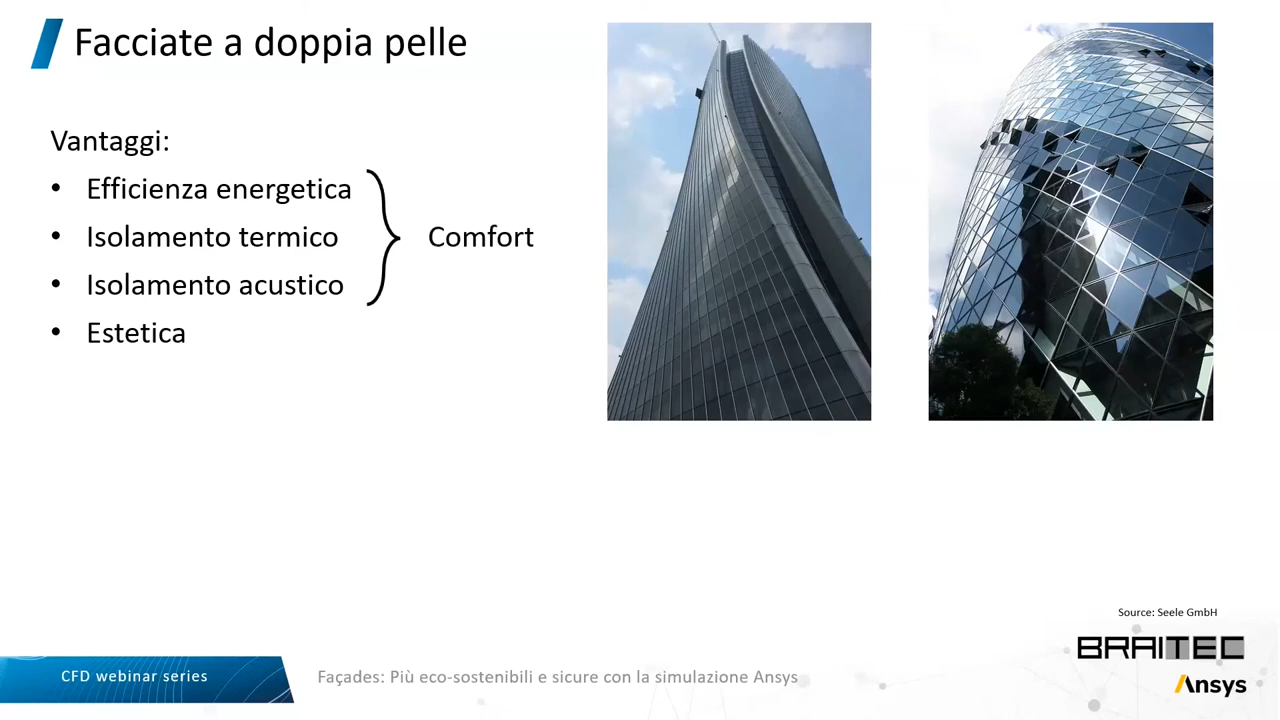 Facciate a doppia pelle
Vantaggi:
• Efficienza energetica
• Isolamento termico
• Isolamento acustico
• Estetica
Comfort
Source: Seele GmbH
BRAITEC
Ansys
CFD webinar series
Façades: Più eco-sostenibili e sicure con la simulazione Ansys